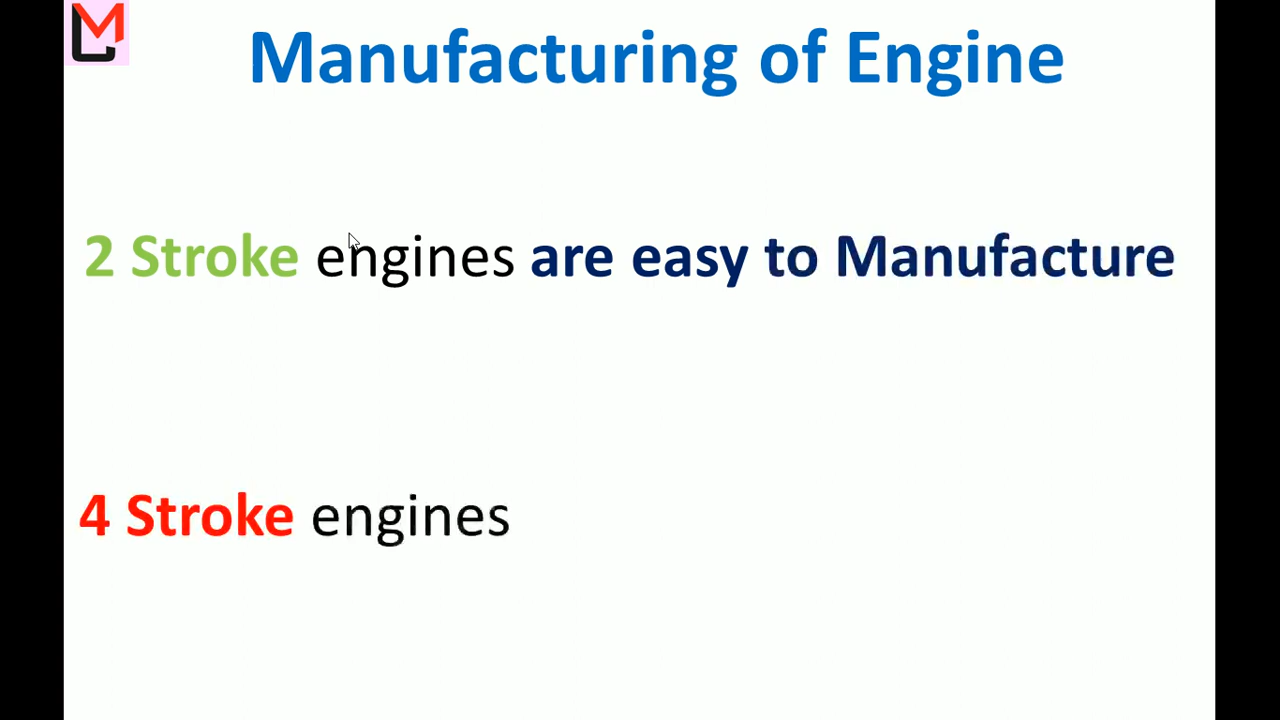 Manufacturing of Engine
2 Stroke engines are easy to Manufacture
4 Stroke engines